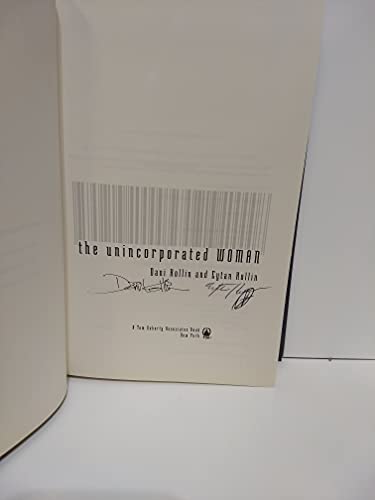 the unincorporated WOMAN
Dani Kollin and Eytan Kollin
A Tom Doherty Associates Book
New York